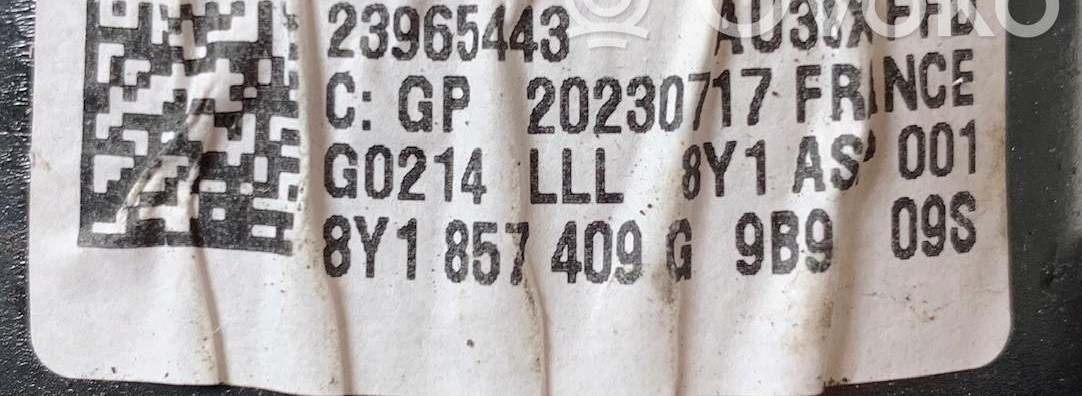 23965443
C: GP 20230717 FRANCE
G0214 LLL 8Y1 AS' 001
8Y1 857 409 G 9B9 09S